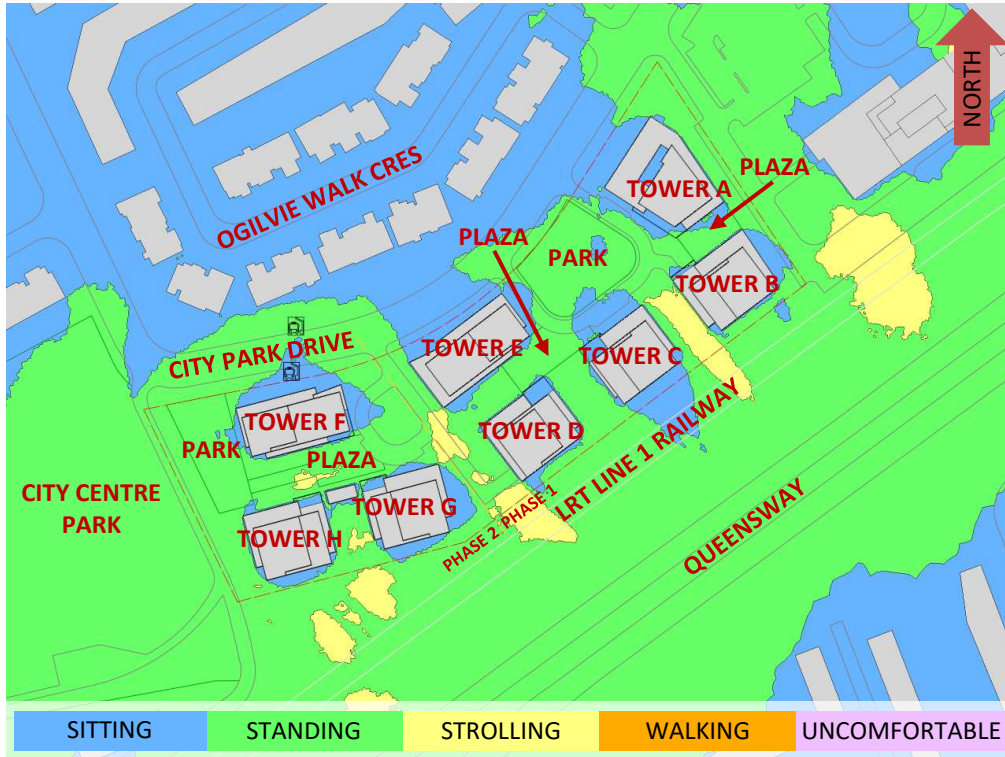 NORTH
TOWER A
PLAZA
OGILVIE WALK CRES
PLAZA
PARK
TOWER B
CITY PARK DRIVE
TOWER E
TOWER C
TOWER F
TOWER D
PARK
PLAZA
LRT LINE 1 RAILWAY
CITY CENTRE
PARK
TOWER G
TOWER H
PHASE 2
PHASE 1
QUEENSWAY
SITTING
STANDING
STROLLING
WALKING
UNCOMFORTABLE